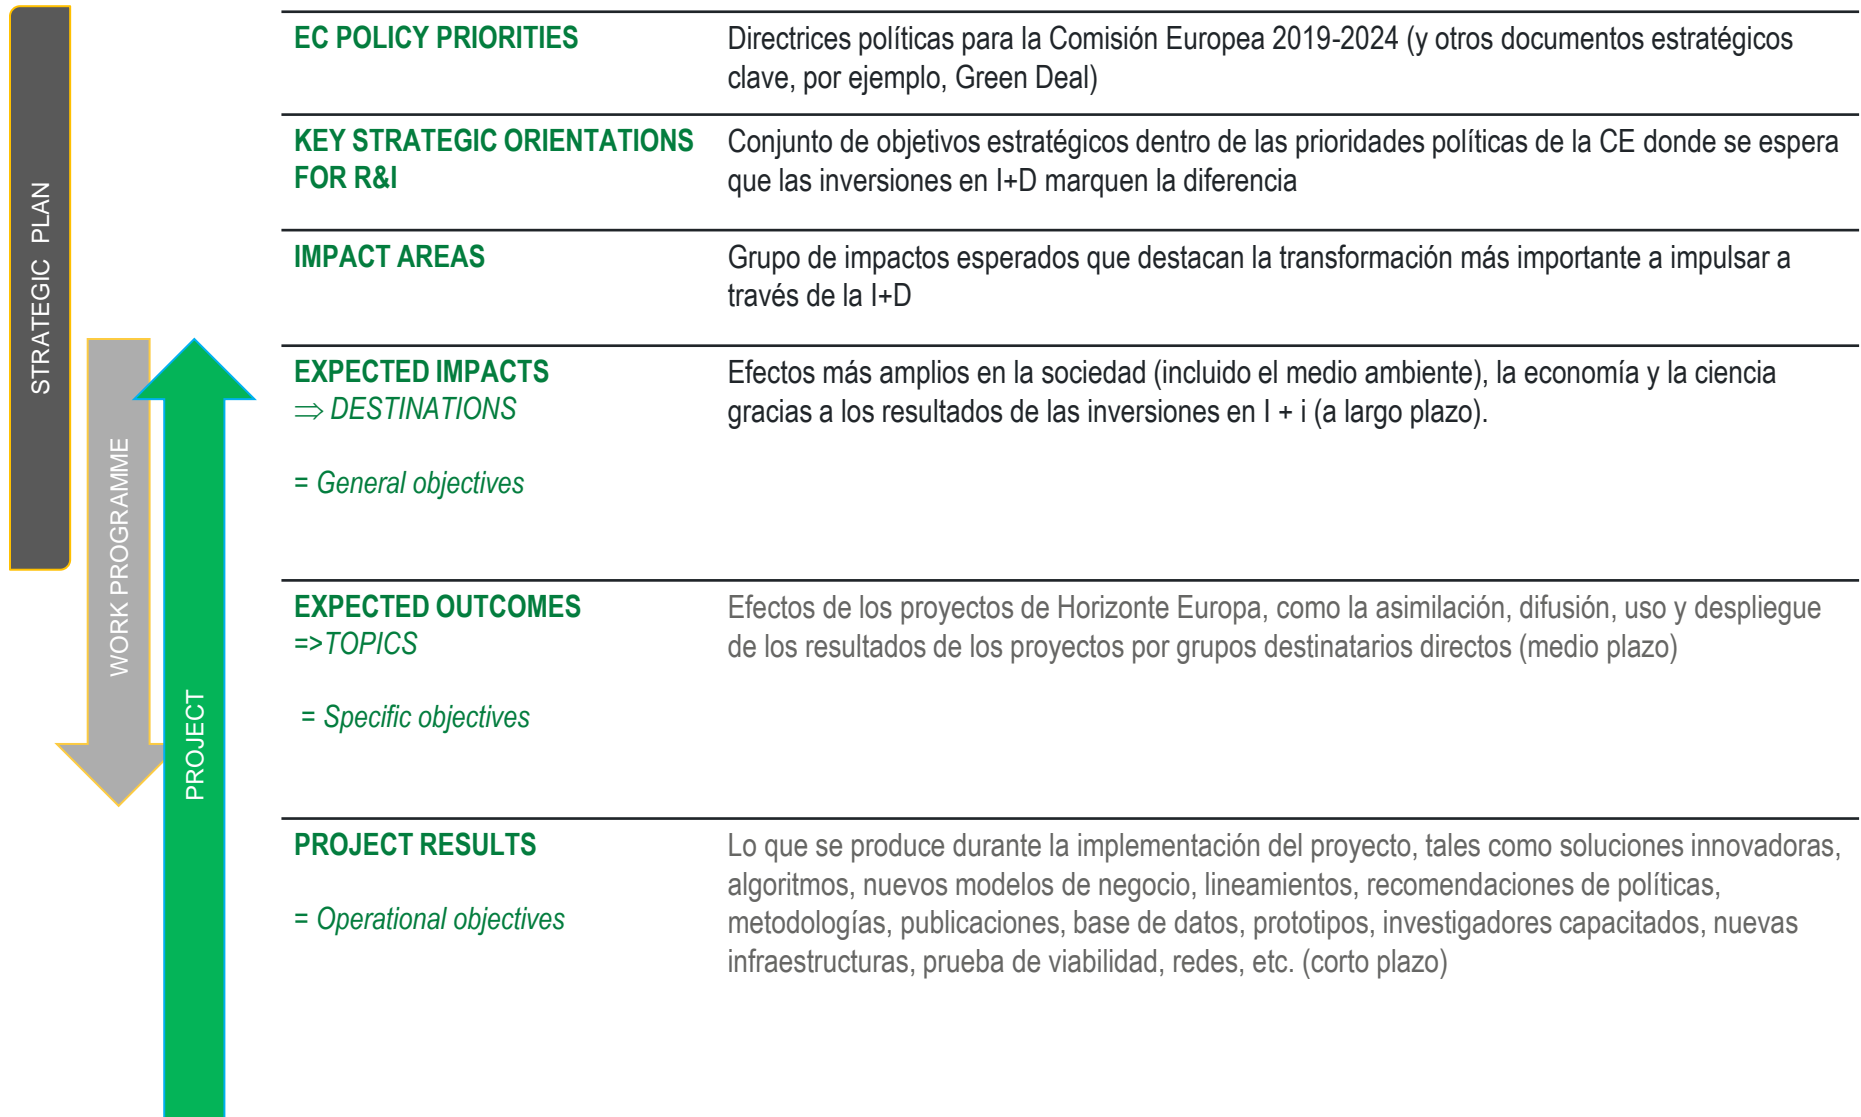 STRATEGIC PLAN
WORK PROGRAMME
PROJECT
EC POLICY PRIORITIES
Directrices políticas para la Comisión Europea 2019-2024 (y otros documentos estratégicos
clave, por ejemplo, Green Deal)
KEY STRATEGIC ORIENTATIONS
FOR R&I
Conjunto de objetivos estratégicos dentro de las prioridades políticas de la CE donde se espera
que las inversiones en I+D marquen la diferencia
IMPACT AREAS
Grupo de impactos esperados que destacan la transformación más importante a impulsar a
través de la I+D
EXPECTED IMPACTS
⇒ DESTINATIONS
= General objectives
Efectos más amplios en la sociedad (incluido el medio ambiente), la economía y la ciencia
gracias a los resultados de las inversiones en I + i (a largo plazo).
EXPECTED OUTCOMES
=>TOPICS
= Specific objectives
Efectos de los proyectos de Horizonte Europa, como la asimilación, difusión, uso y despliegue
de los resultados de los proyectos por grupos destinatarios directos (medio plazo)
PROJECT RESULTS
= Operational objectives
Lo que se produce durante la implementación del proyecto, tales como soluciones innovadoras,
algoritmos, nuevos modelos de negocio, lineamientos, recomendaciones de políticas,
metodologías, publicaciones, base de datos, prototipos, investigadores capacitados, nuevas
infraestructuras, prueba de viabilidad, redes, etc. (corto plazo)